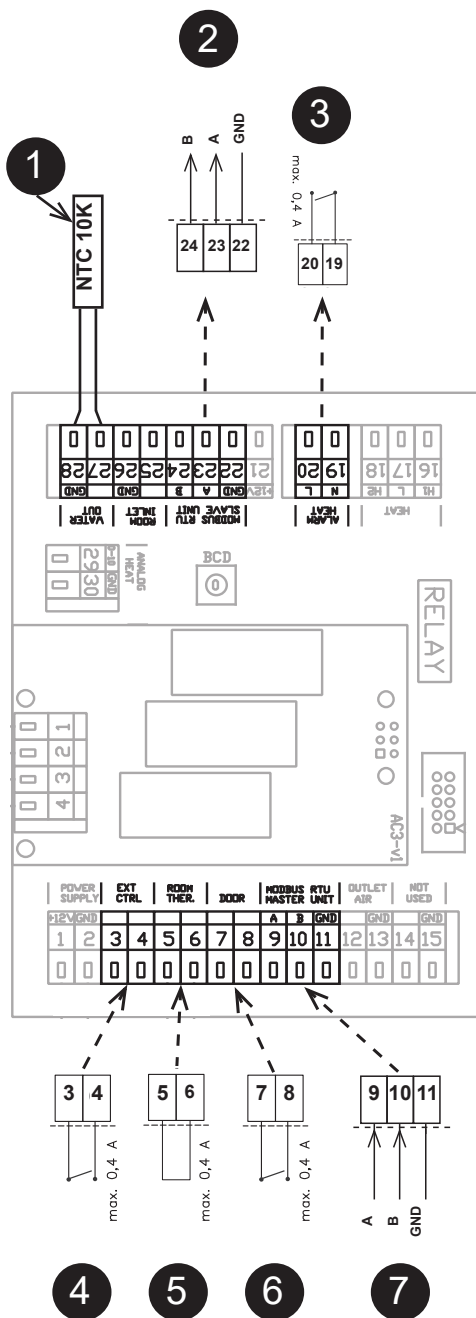 2
3
1
B
A
GND
max. 0,4 A
NTC 10K
24 23 22
20 19
28 27 26 25 24 23 22 21
20 19 18 17 16
GND GND B A GND +12V
L N H2 L H1
VATER OUT
ROOM INLET
MODBUS RTU SLAVE UNIT
ALARM HEAT
HEAT
29 30
0-10 GND
ANALOG HEAT
BCD
RELAY
1
2
3
4
AC3-v1
POWER SUPPLY
EXT CTRL
ROOM THER.
DOOR
MODBUS RTU MASTER UNIT
OUTLET AIR
NOT USED
+12V GND A B GND GND GND
1 2 3 4 5 6 7 8 9 10 11 12 13 14 15
3 4
5 6
7 8
9 10 11
max. 0,4 A
max. 0,4 A
max. 0,4 A
A
B
GND
4
5
6
7